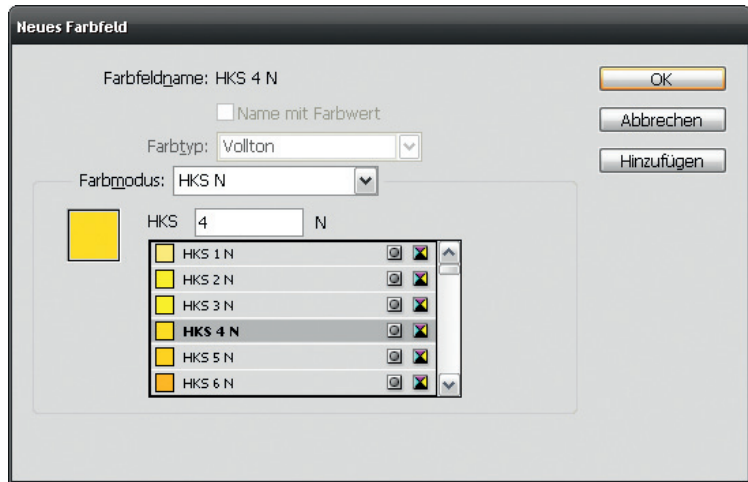 Neues Farbfeld
Farbfeldname: HKS 4 N
OK
Name mit Farbwert
Abbrechen
Farbtyp: Vollton
Hinzufügen
Farbmodus: HKS N
HKS 4 N
HKS 1 N
HKS 2 N
HKS 3 N
HKS 4 N
HKS 5 N
HKS 6 N